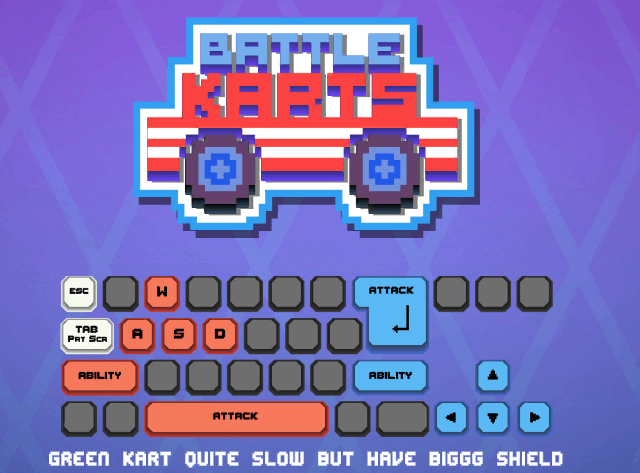 BATTLE
KARTS
ESC W ATTACK
TAB A S D
PRT SCR
ABILITY ABILITY
ATTACK
GREEN KART QUITE SLOW BUT HAVE BIGGG SHIELD